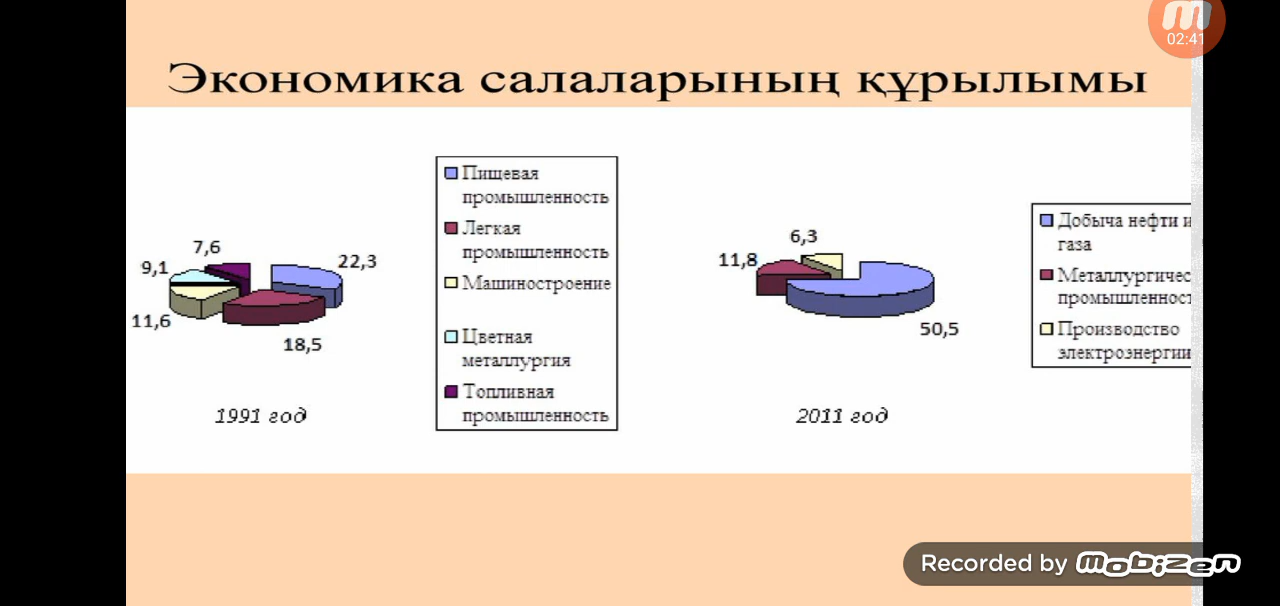 02:41
Экономика салаларының құрылымы
Пищевая
промышленность
Легкая
промышленность
Машиностроение
Цветная
металлургия
Топливная
промышленность
7,6
9,1
22,3
11,6
18,5
1991 год
6,3
11,8
50,5
2011 год
Добыча нефти и
газа
Металлургичес
промышленност
Производство
электроэнергии
Recorded by Mobizen